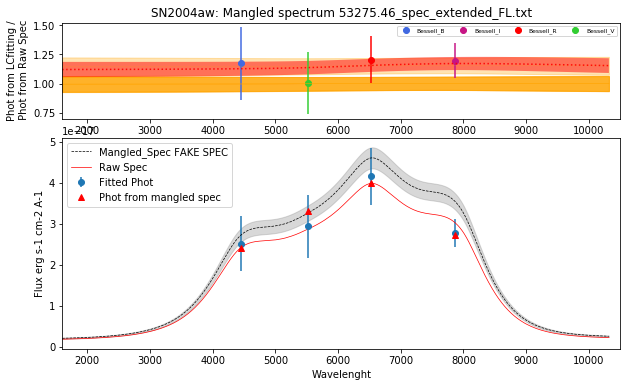 SN2004aw: Mangled spectrum 53275.46_spec_extended_FL.txt
Phot from LCfitting /
Phot from Raw Spec
1.50
1.25
1.00
0.75
Bessell_B
Bessell_I
Bessell_R
Bessell_V
2000 3000 4000 5000 6000 7000 8000 9000 10000
1e−17
Flux erg s-1 cm-2 A-1
5
4
3
2
1
0
Mangled_Spec FAKE SPEC
Raw Spec
Fitted Phot
Phot from mangled spec
2000 3000 4000 5000 6000 7000 8000 9000 10000
Wavelenght